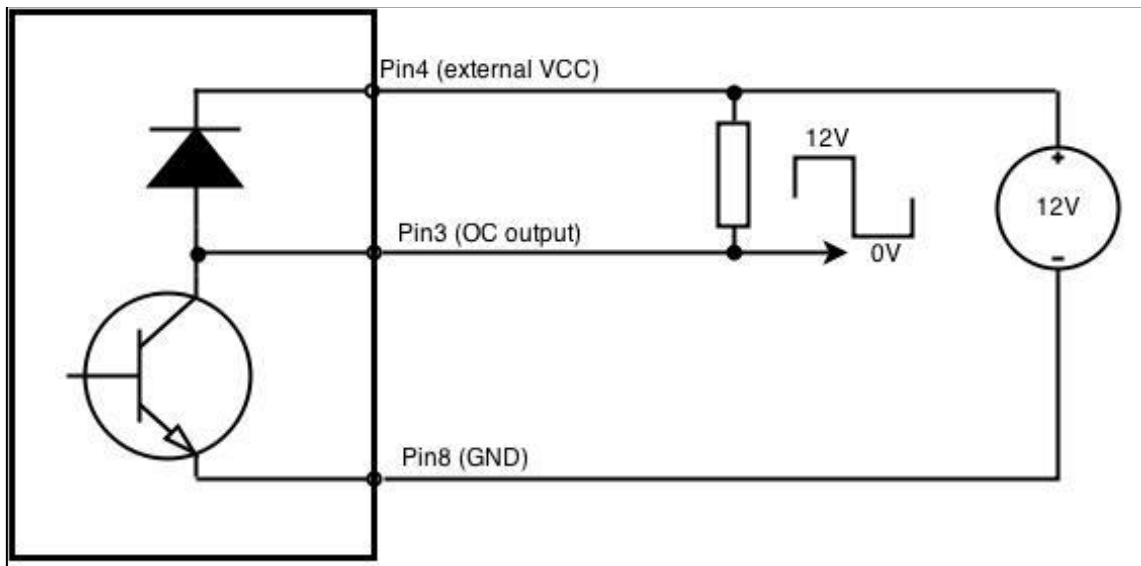 Pin4 (external VCC)
12V
+
12V
Pin3 (OC output)
0V
-
Pin8 (GND)